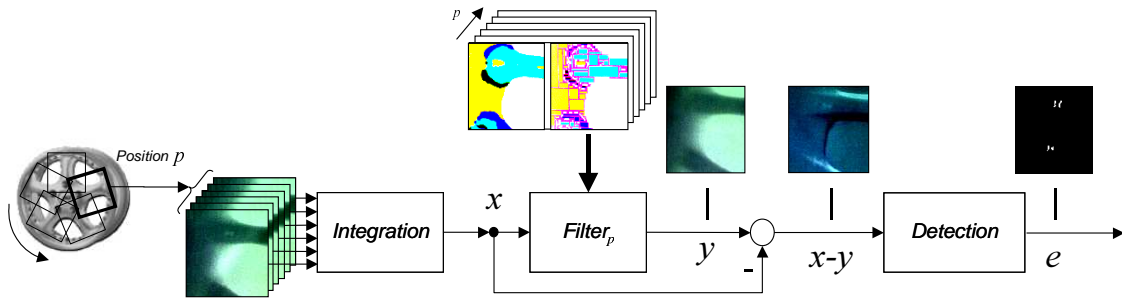 p
Position p
Integration
x
Filterp
y
-
x-y
Detection
e